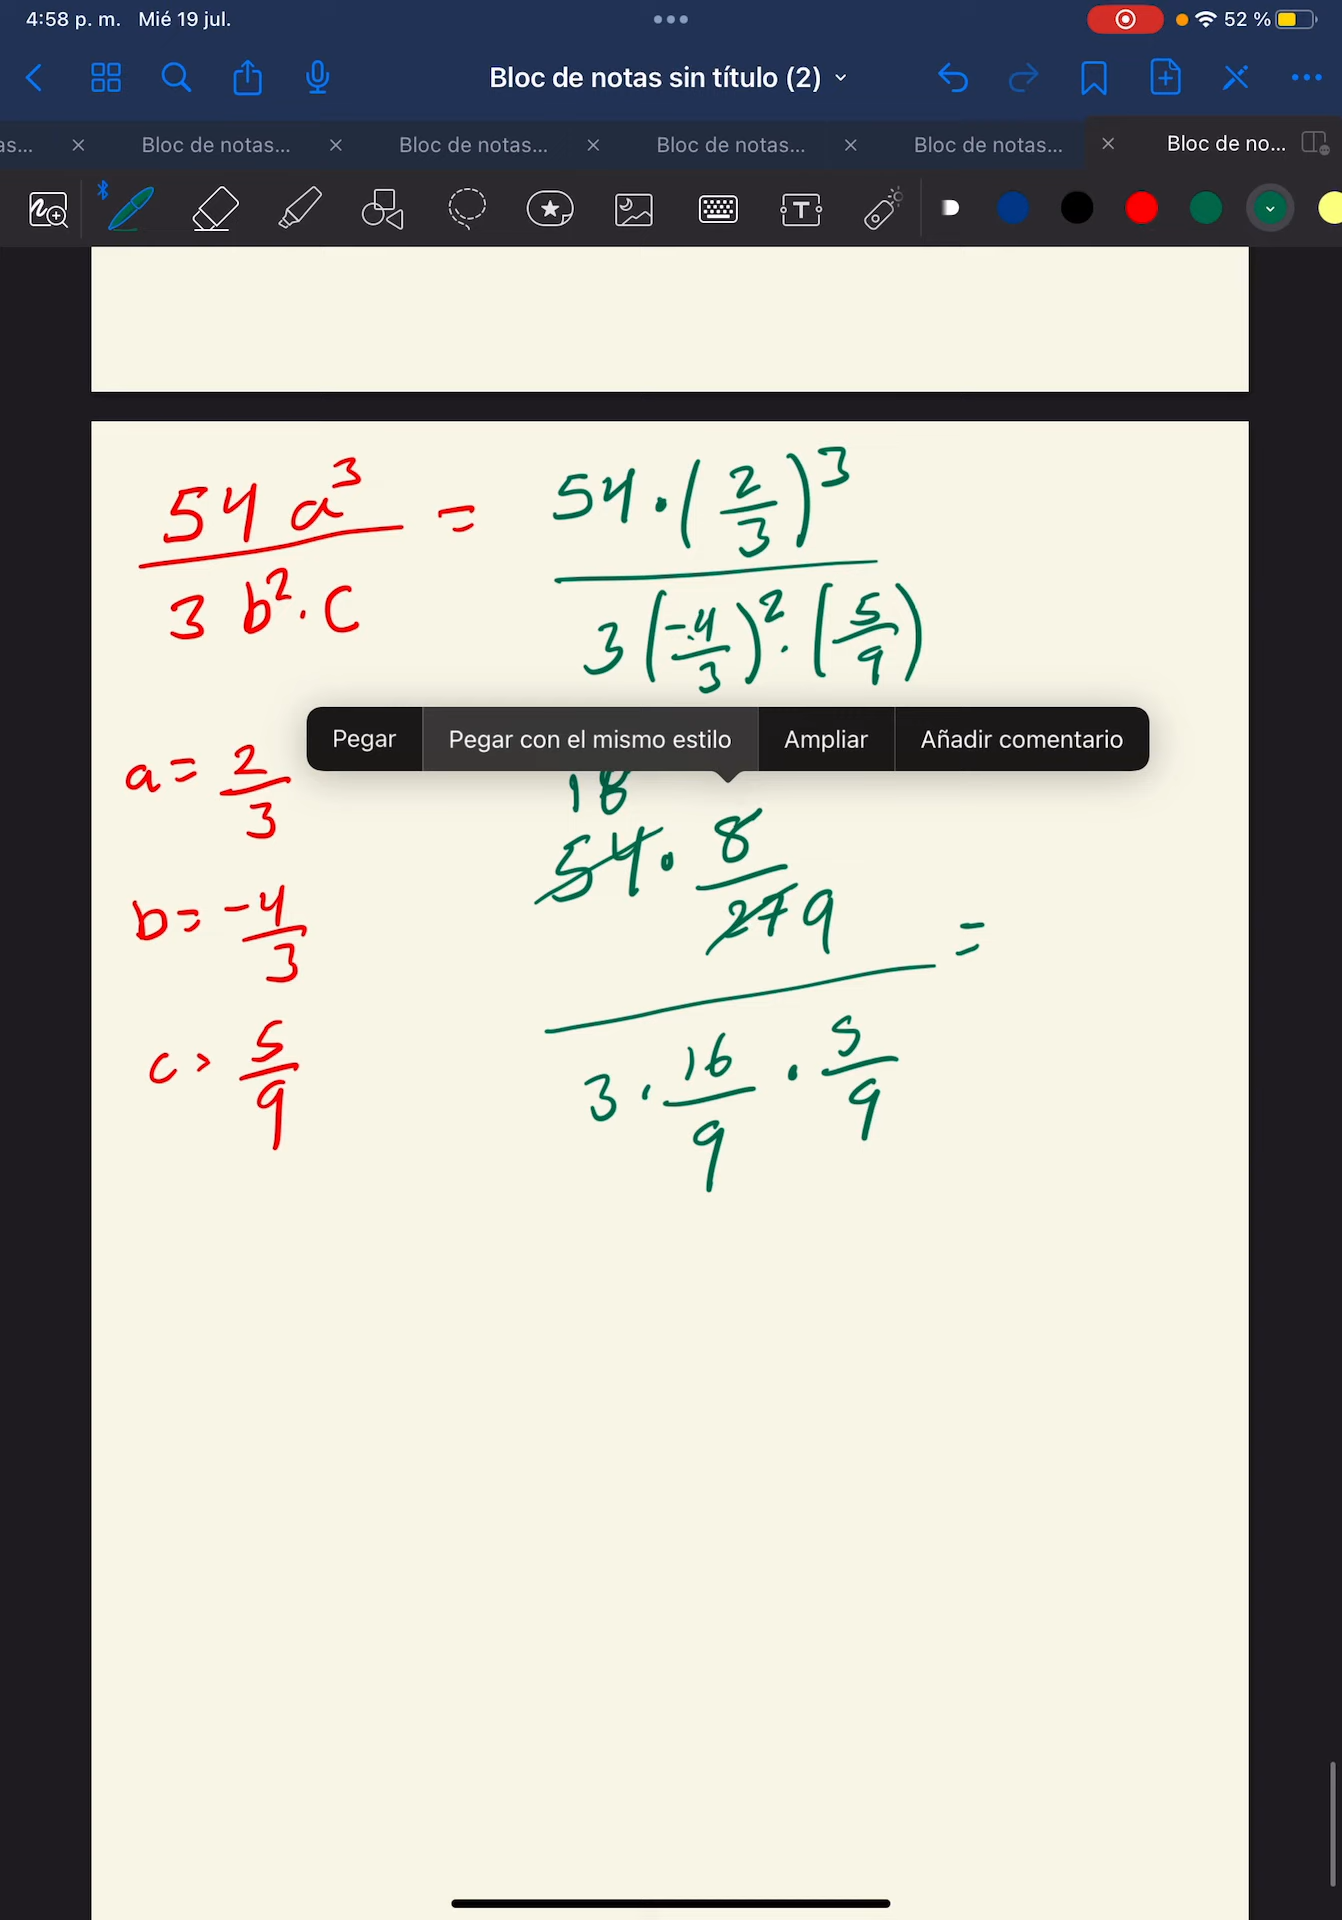 4:58 p. m. Mié 19 jul.
52 %
Bloc de notas sin título (2)
as...
Bloc de notas...
Bloc de notas...
Bloc de notas...
Bloc de notas...
Bloc de no...
54 a³ / 3 b² · c = 54 · (2/3)³ / 3 (-4/3)² · (5/9)
Pegar
Pegar con el mismo estilo
Ampliar
Añadir comentario
a = 2/3
b = -4/3
c > 5/9
18
54 · 8/27 9
=
3 · 16/9 · 5/9